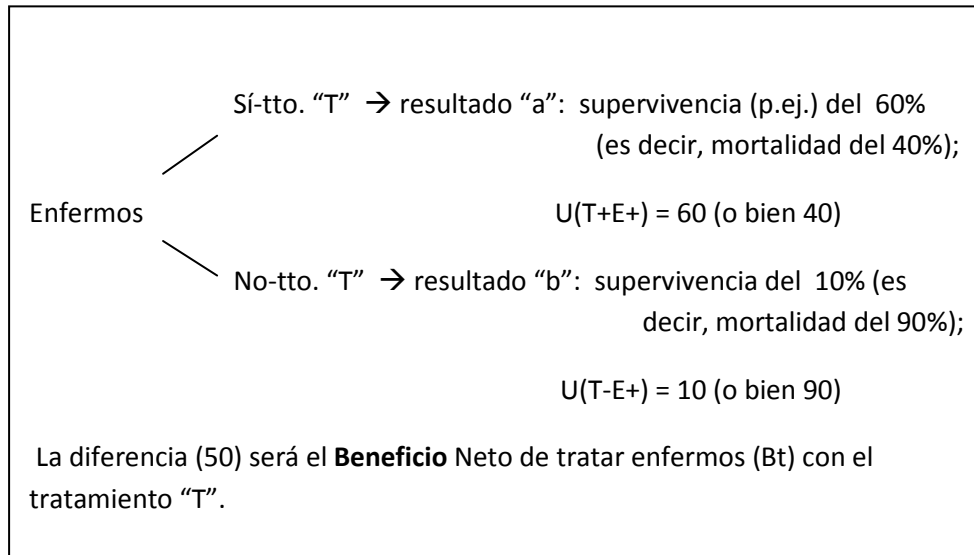 Sí-tto. “T” → resultado “a”: supervivencia (p.ej.) del 60%
(es decir, mortalidad del 40%);
Enfermos
U(T+E+) = 60 (o bien 40)
No-tto. “T” → resultado “b”: supervivencia del 10% (es
decir, mortalidad del 90%);
U(T-E+) = 10 (o bien 90)
La diferencia (50) será el Beneficio Neto de tratar enfermos (Bt) con el
tratamiento “T”.